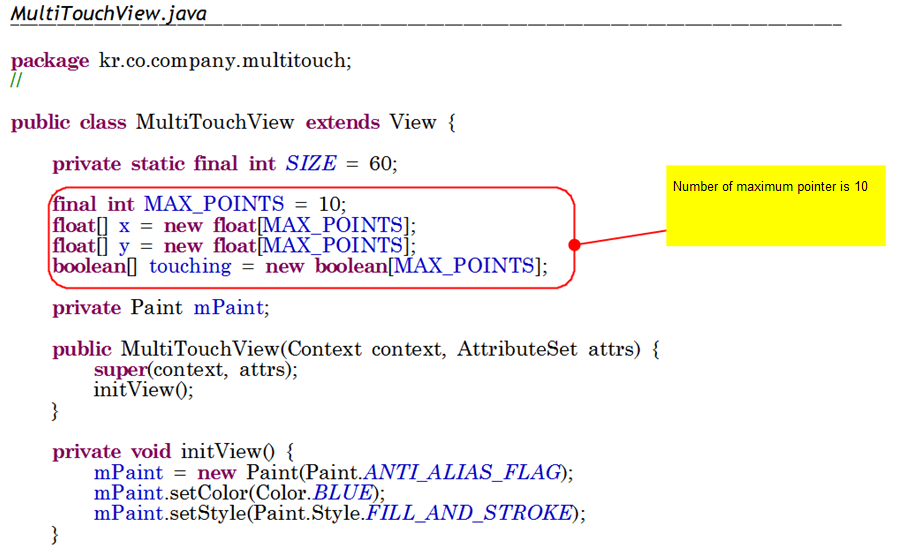 MultiTouchView.java
package kr.co.company.multitouch;
//
public class MultiTouchView extends View {
private static final int SIZE = 60;
final int MAX_POINTS = 10;
float[] x = new float[MAX_POINTS];
float[] y = new float[MAX_POINTS];
boolean[] touching = new boolean[MAX_POINTS];
Number of maximum pointer is 10
private Paint mPaint;
public MultiTouchView(Context context, AttributeSet attrs) {
super(context, attrs);
initView();
}
private void initView() {
mPaint = new Paint(Paint.ANTI_ALIAS_FLAG);
mPaint.setColor(Color.BLUE);
mPaint.setStyle(Paint.Style.FILL_AND_STROKE);
}